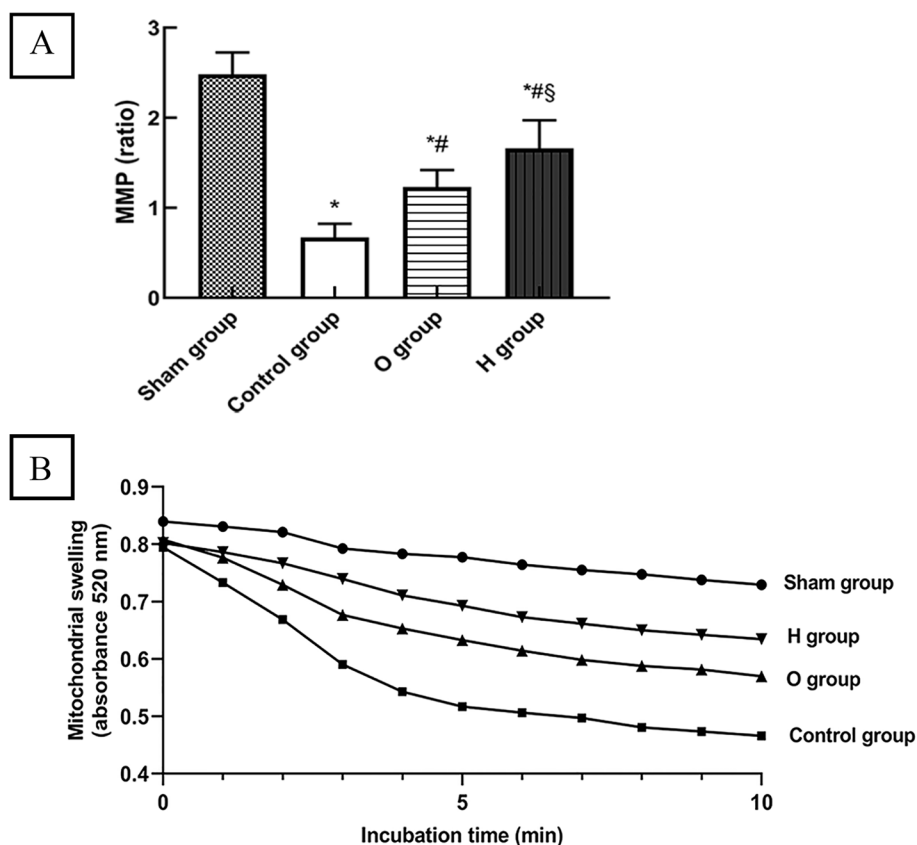 A
MMP (ratio)
3
2
1
0
*
*#
*#§
Sham group
Control group
O group
H group
B
Mitochondrial swelling
(absorbance 520 nm)
0.9
0.8
0.7
0.6
0.5
0.4
Sham group
H group
O group
Control group
0
5
10
Incubation time (min)